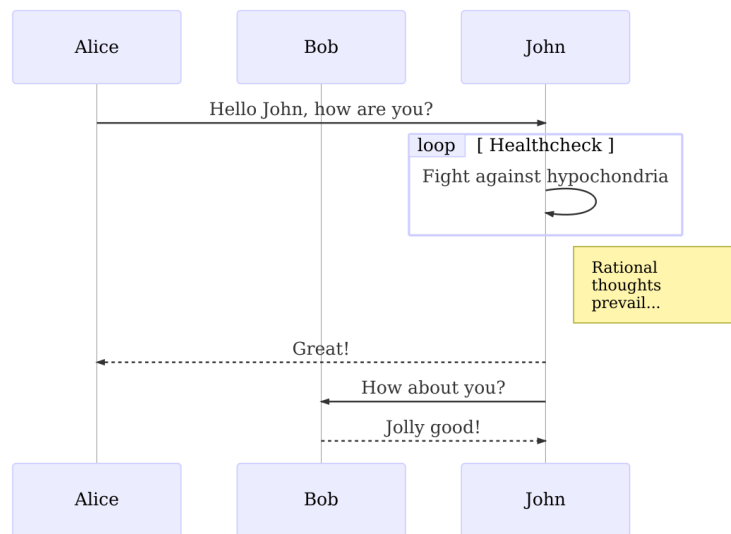 Alice
Bob
John
Hello John, how are you?
loop [ Healthcheck ]
Fight against hypochondria
Rational
thoughts
prevail...
Great!
How about you?
Jolly good!
Alice
Bob
John